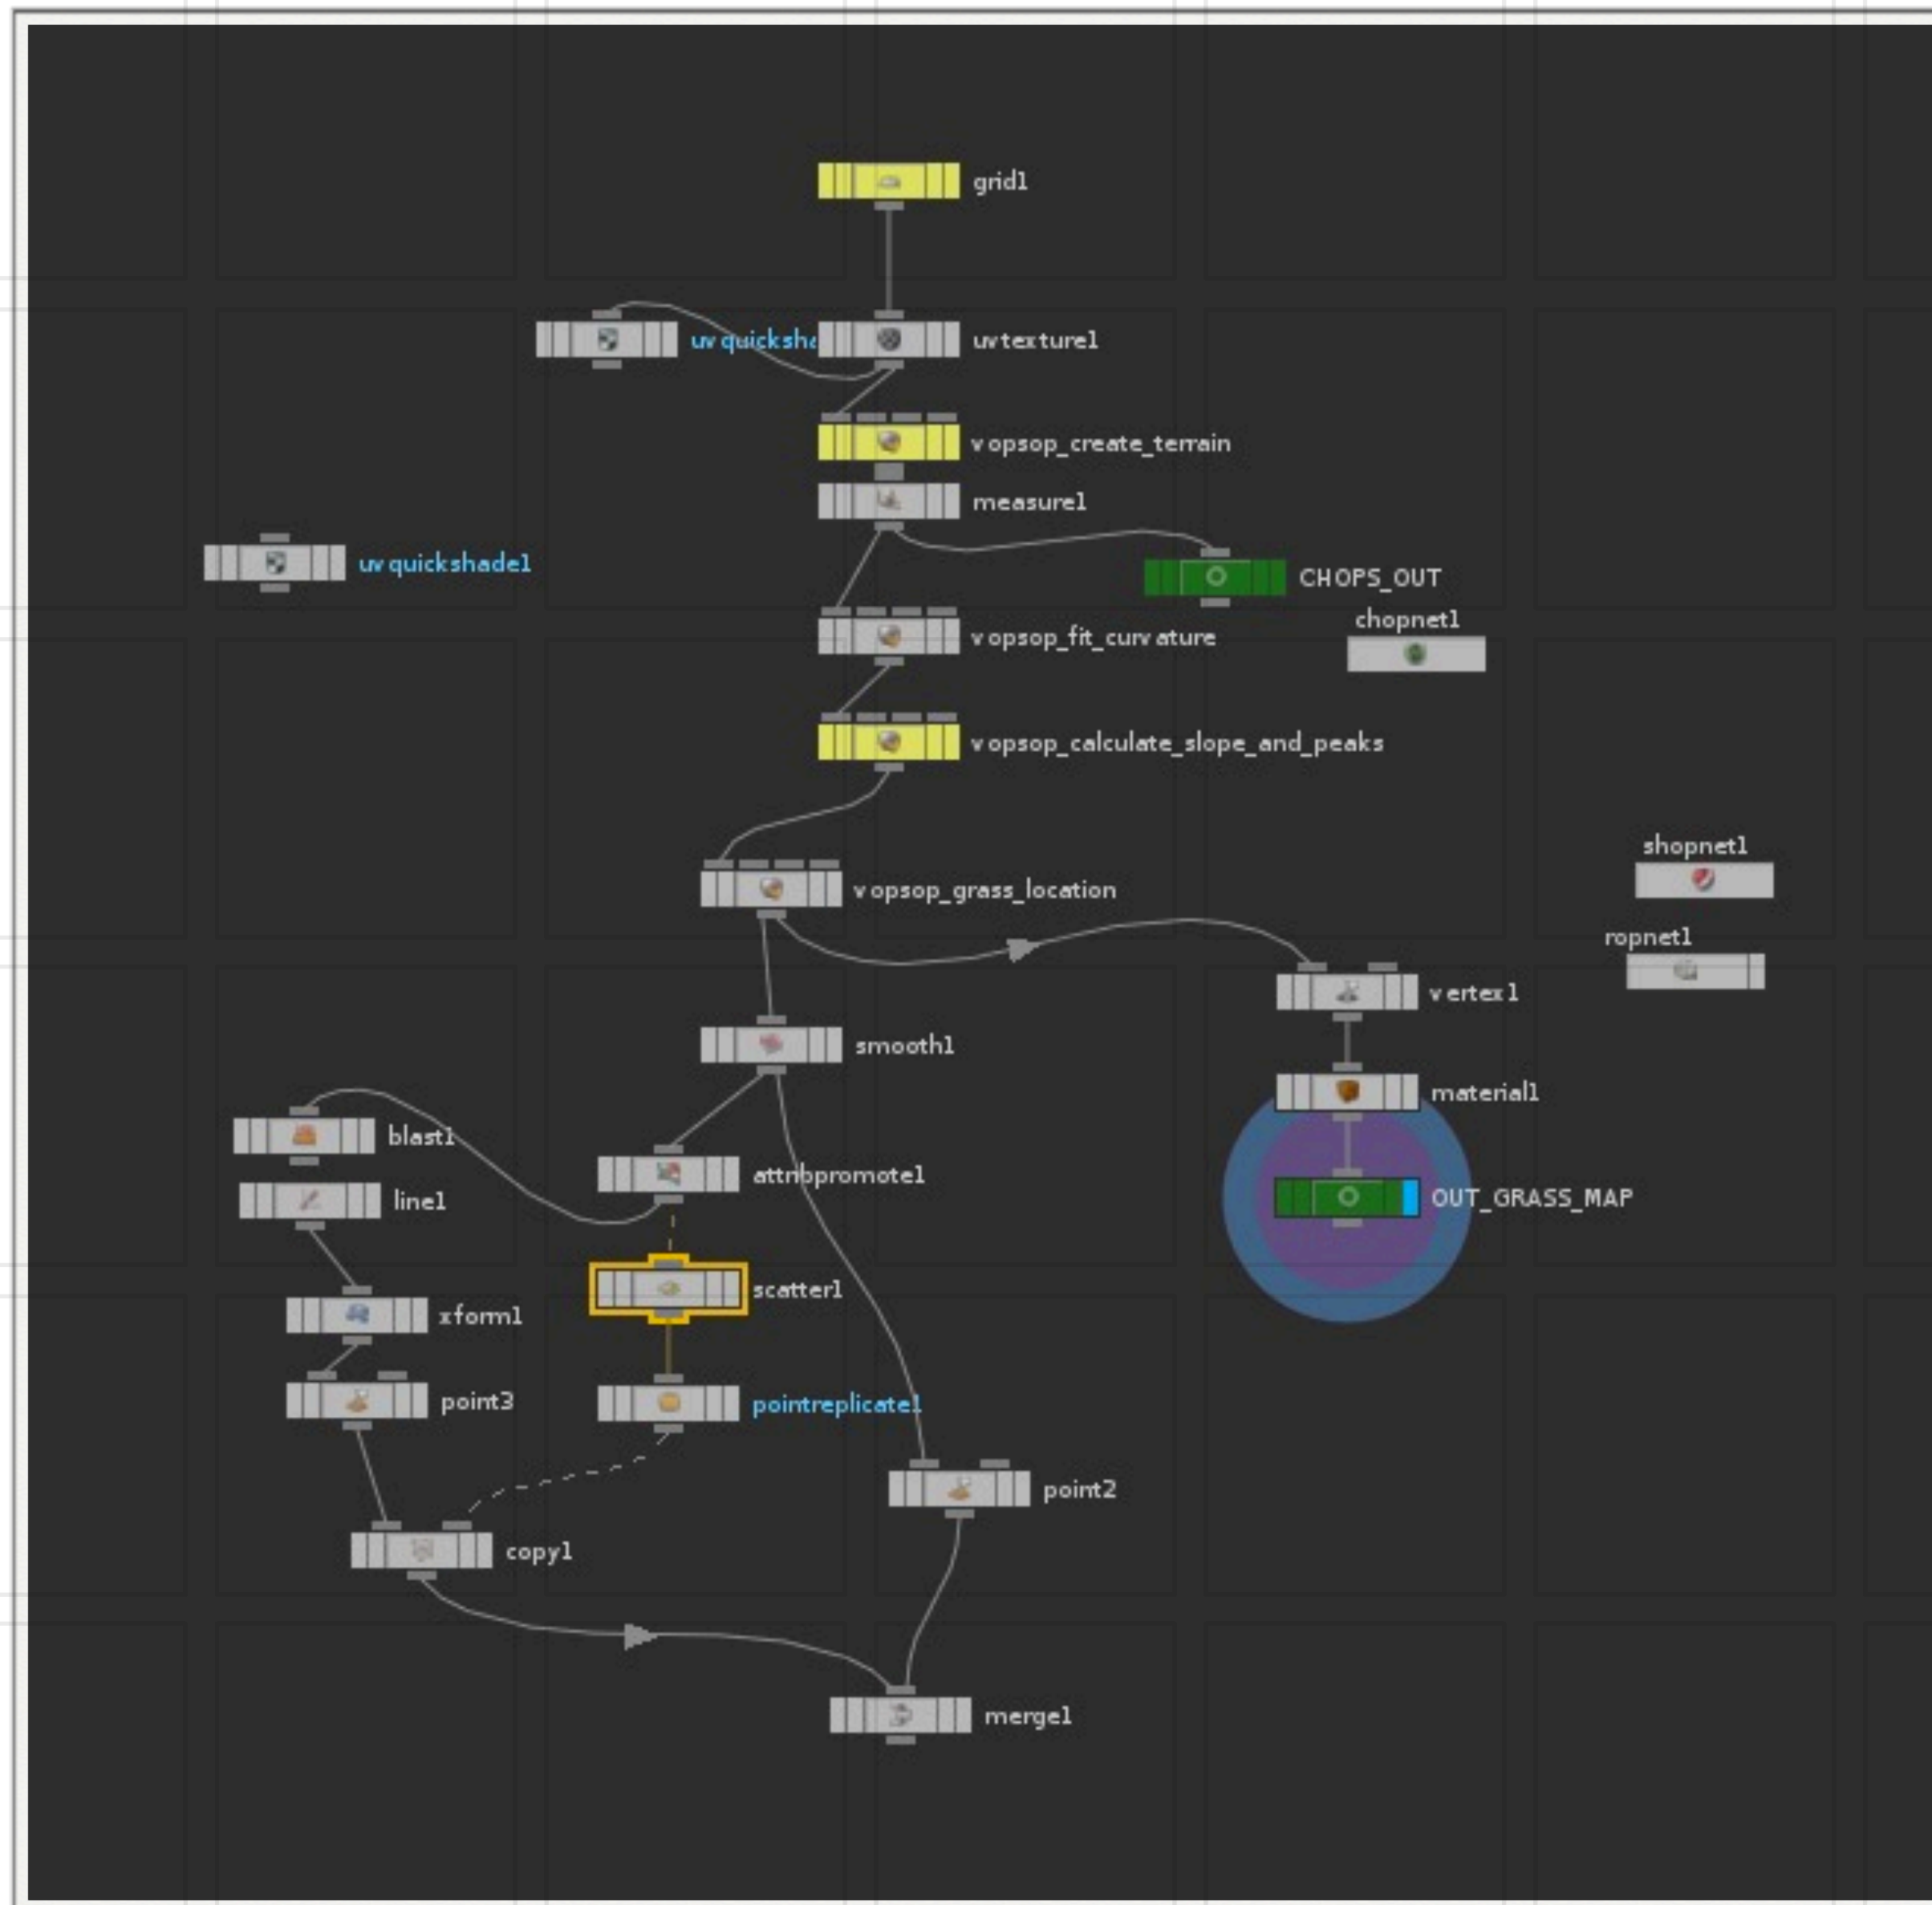 grid1
uvquicksha
uvtexture1
vopsop_create_terrain
measure1
uvquickshade1
CHOPS_OUT
chopnet1
vopsop_fit_curvature
vopsop_calculate_slope_and_peaks
shopnet1
vopsop_grass_location
ropnet1
vertex1
smooth1
material1
blast1
attribpromote1
line1
OUT_GRASS_MAP
scatter1
xform1
point3
pointreplicate1
point2
copy1
merge1